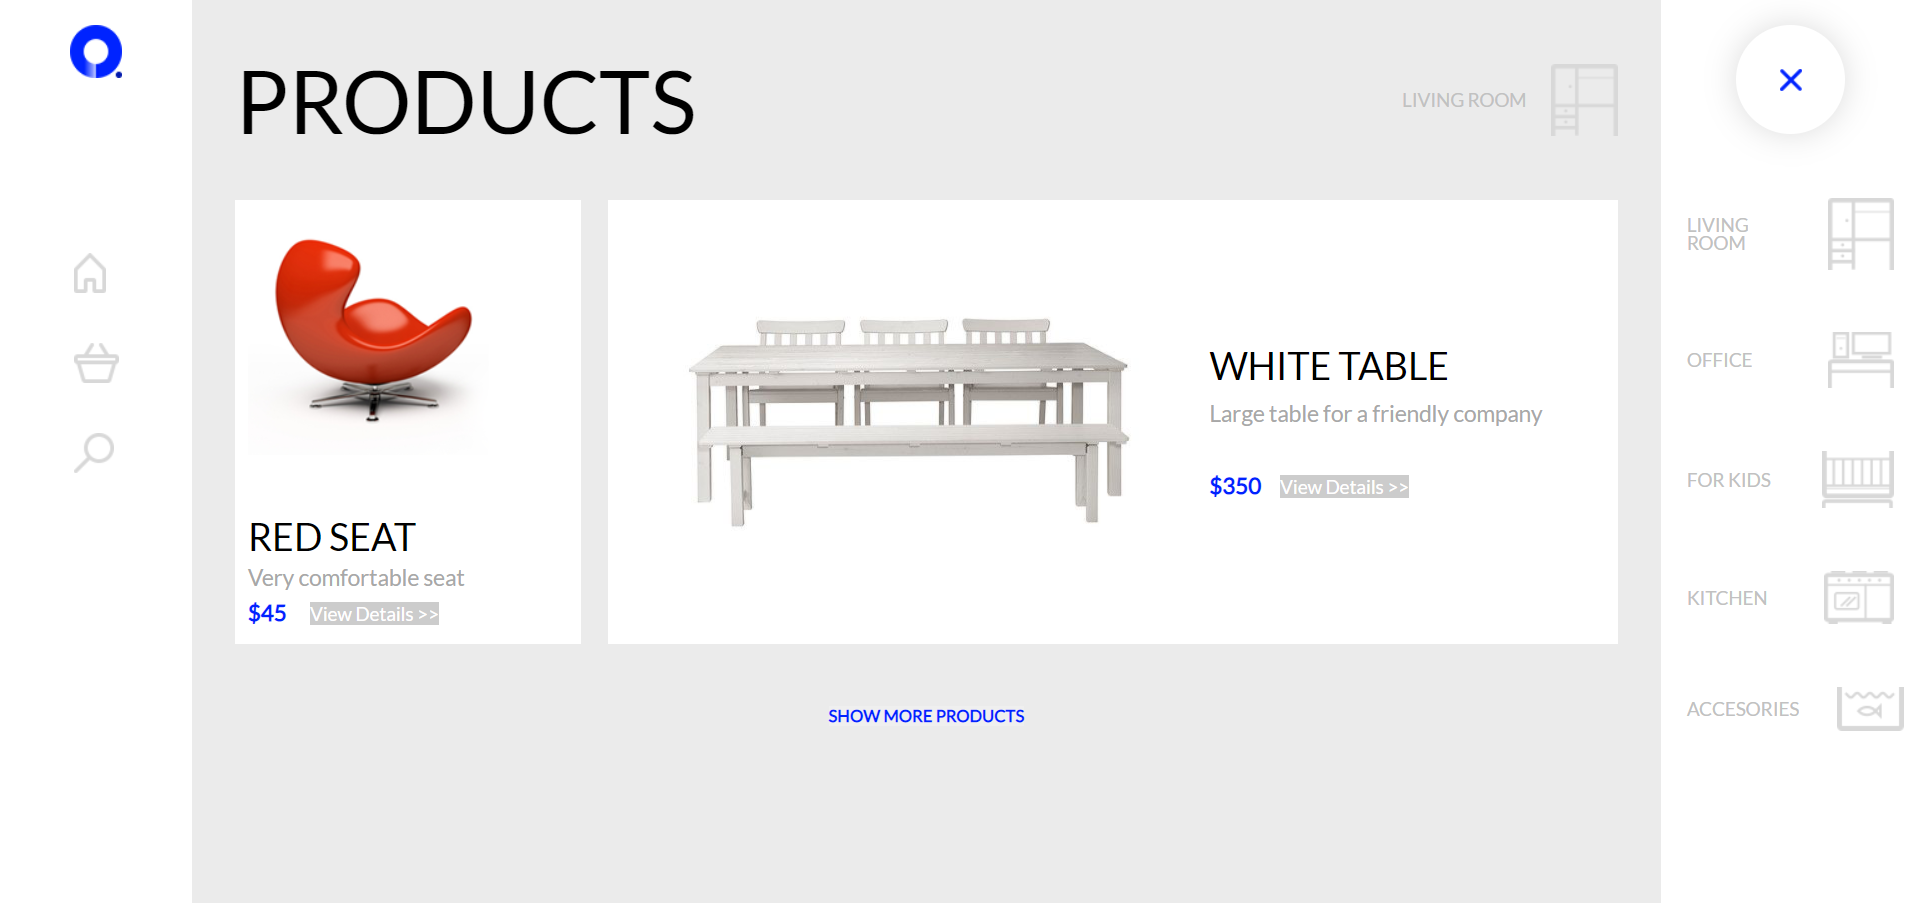 PRODUCTS
LIVING ROOM
RED SEAT
Very comfortable seat
$45 View Details >>
WHITE TABLE
Large table for a friendly company
$350 View Details >>
SHOW MORE PRODUCTS
LIVING
ROOM
OFFICE
FOR KIDS
KITCHEN
ACCESORIES